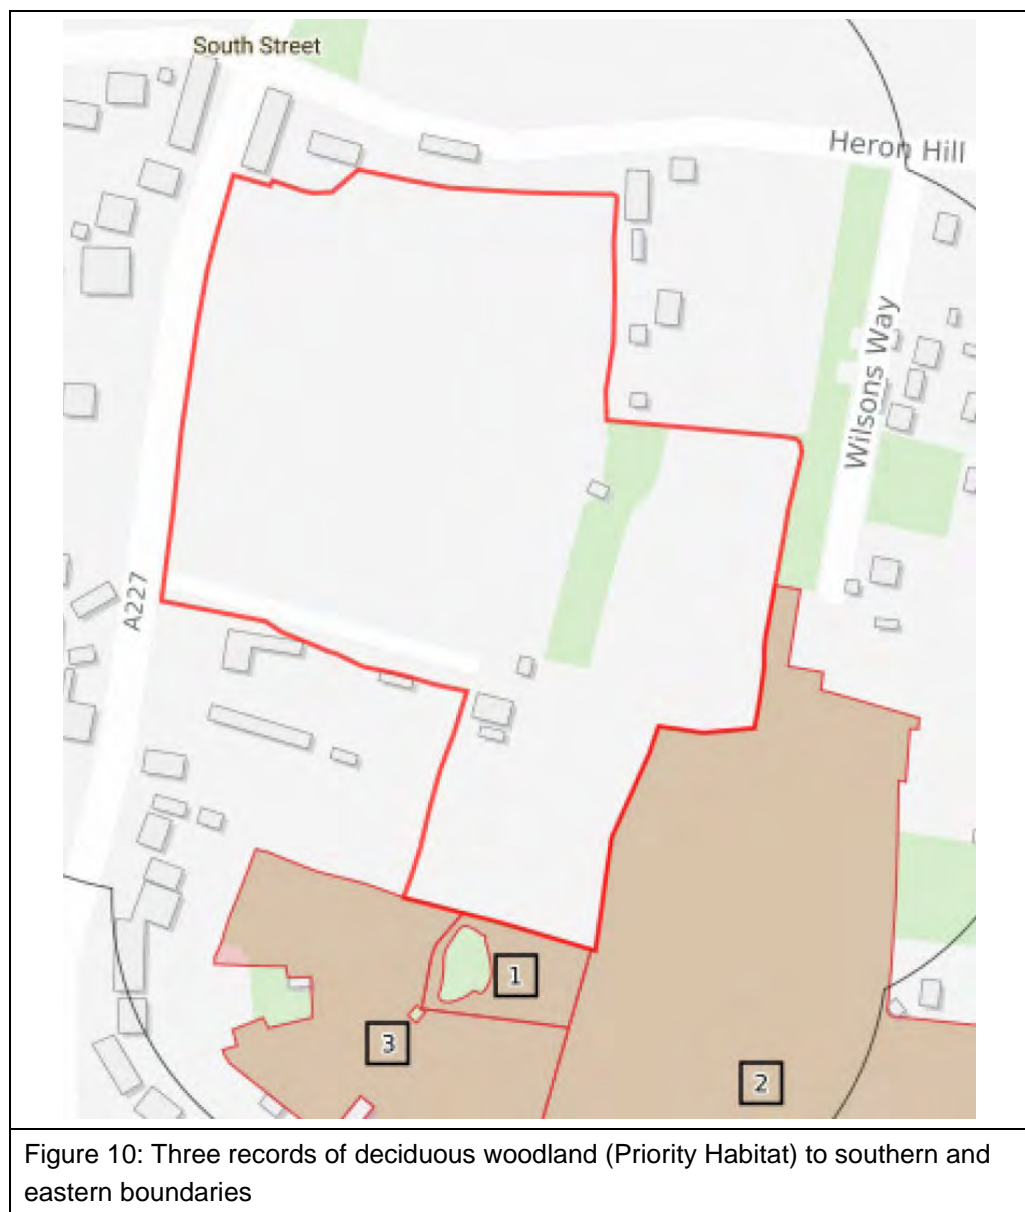 South Street
Heron Hill
Wilsons Way
A227
1
3
2
Figure 10: Three records of deciduous woodland (Priority Habitat) to southern and
eastern boundaries